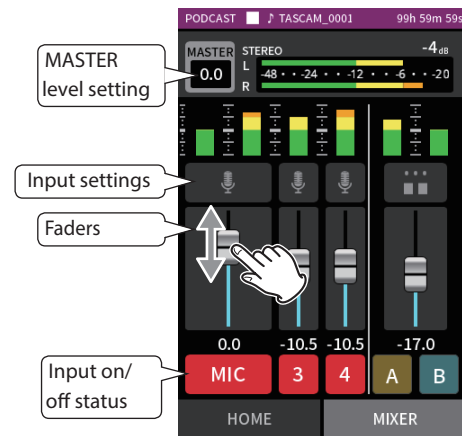 PODCAST ♪ TASCAM_0001 99h 59m 59s
MASTER STEREO -4dB
MASTER
level setting
0.0
L
-48 · · -24 · · -12 · · -6 · · -20
R
Input settings
Faders
0.0 -10.5 -10.5 -17.0
Input on/
off status
MIC 3 4 A B
HOME MIXER